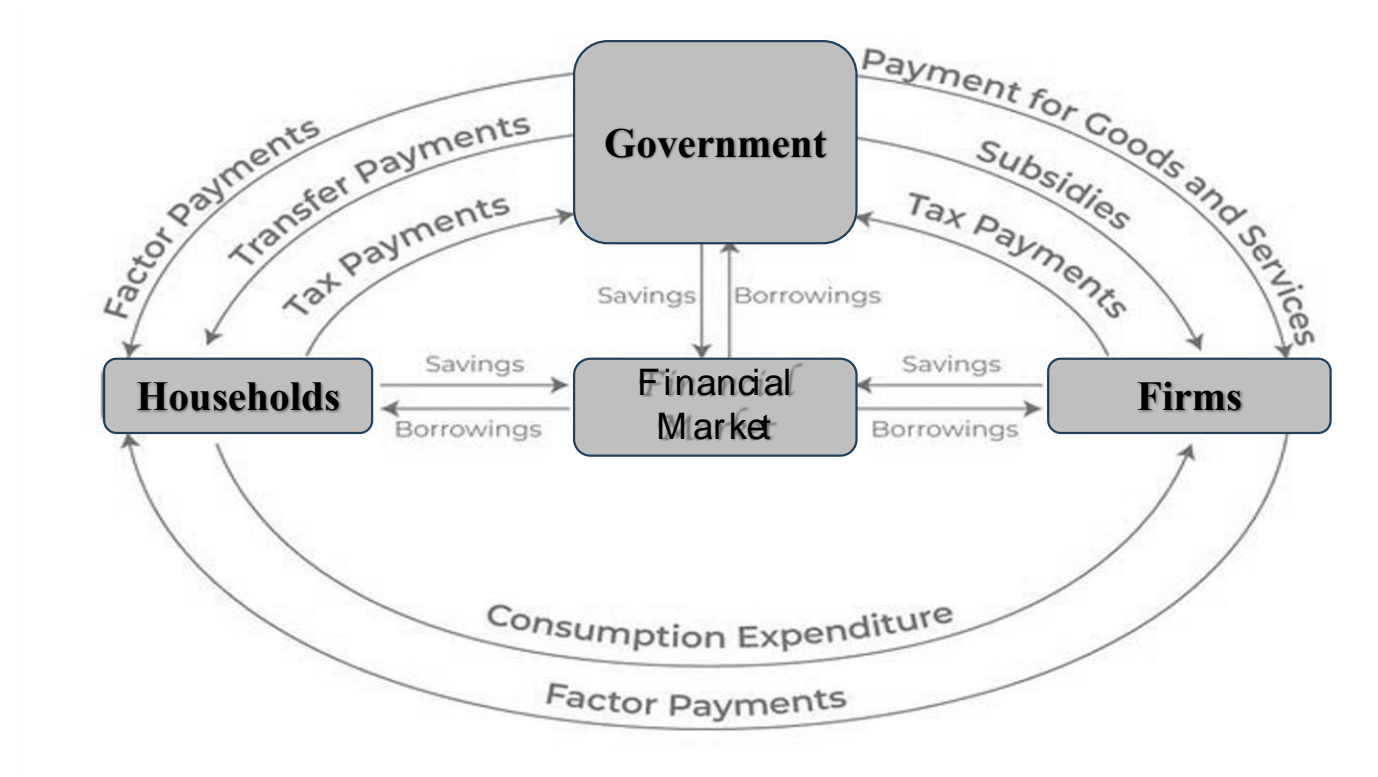 Government
Payment for Goods and Services
Factor Payments
Transfer Payments
Subsidies
Tax Payments
Tax Payments
Savings
Borrowings
Households
Savings
Borrowings
Financial
Market
Savings
Borrowings
Firms
Consumption Expenditure
Factor Payments